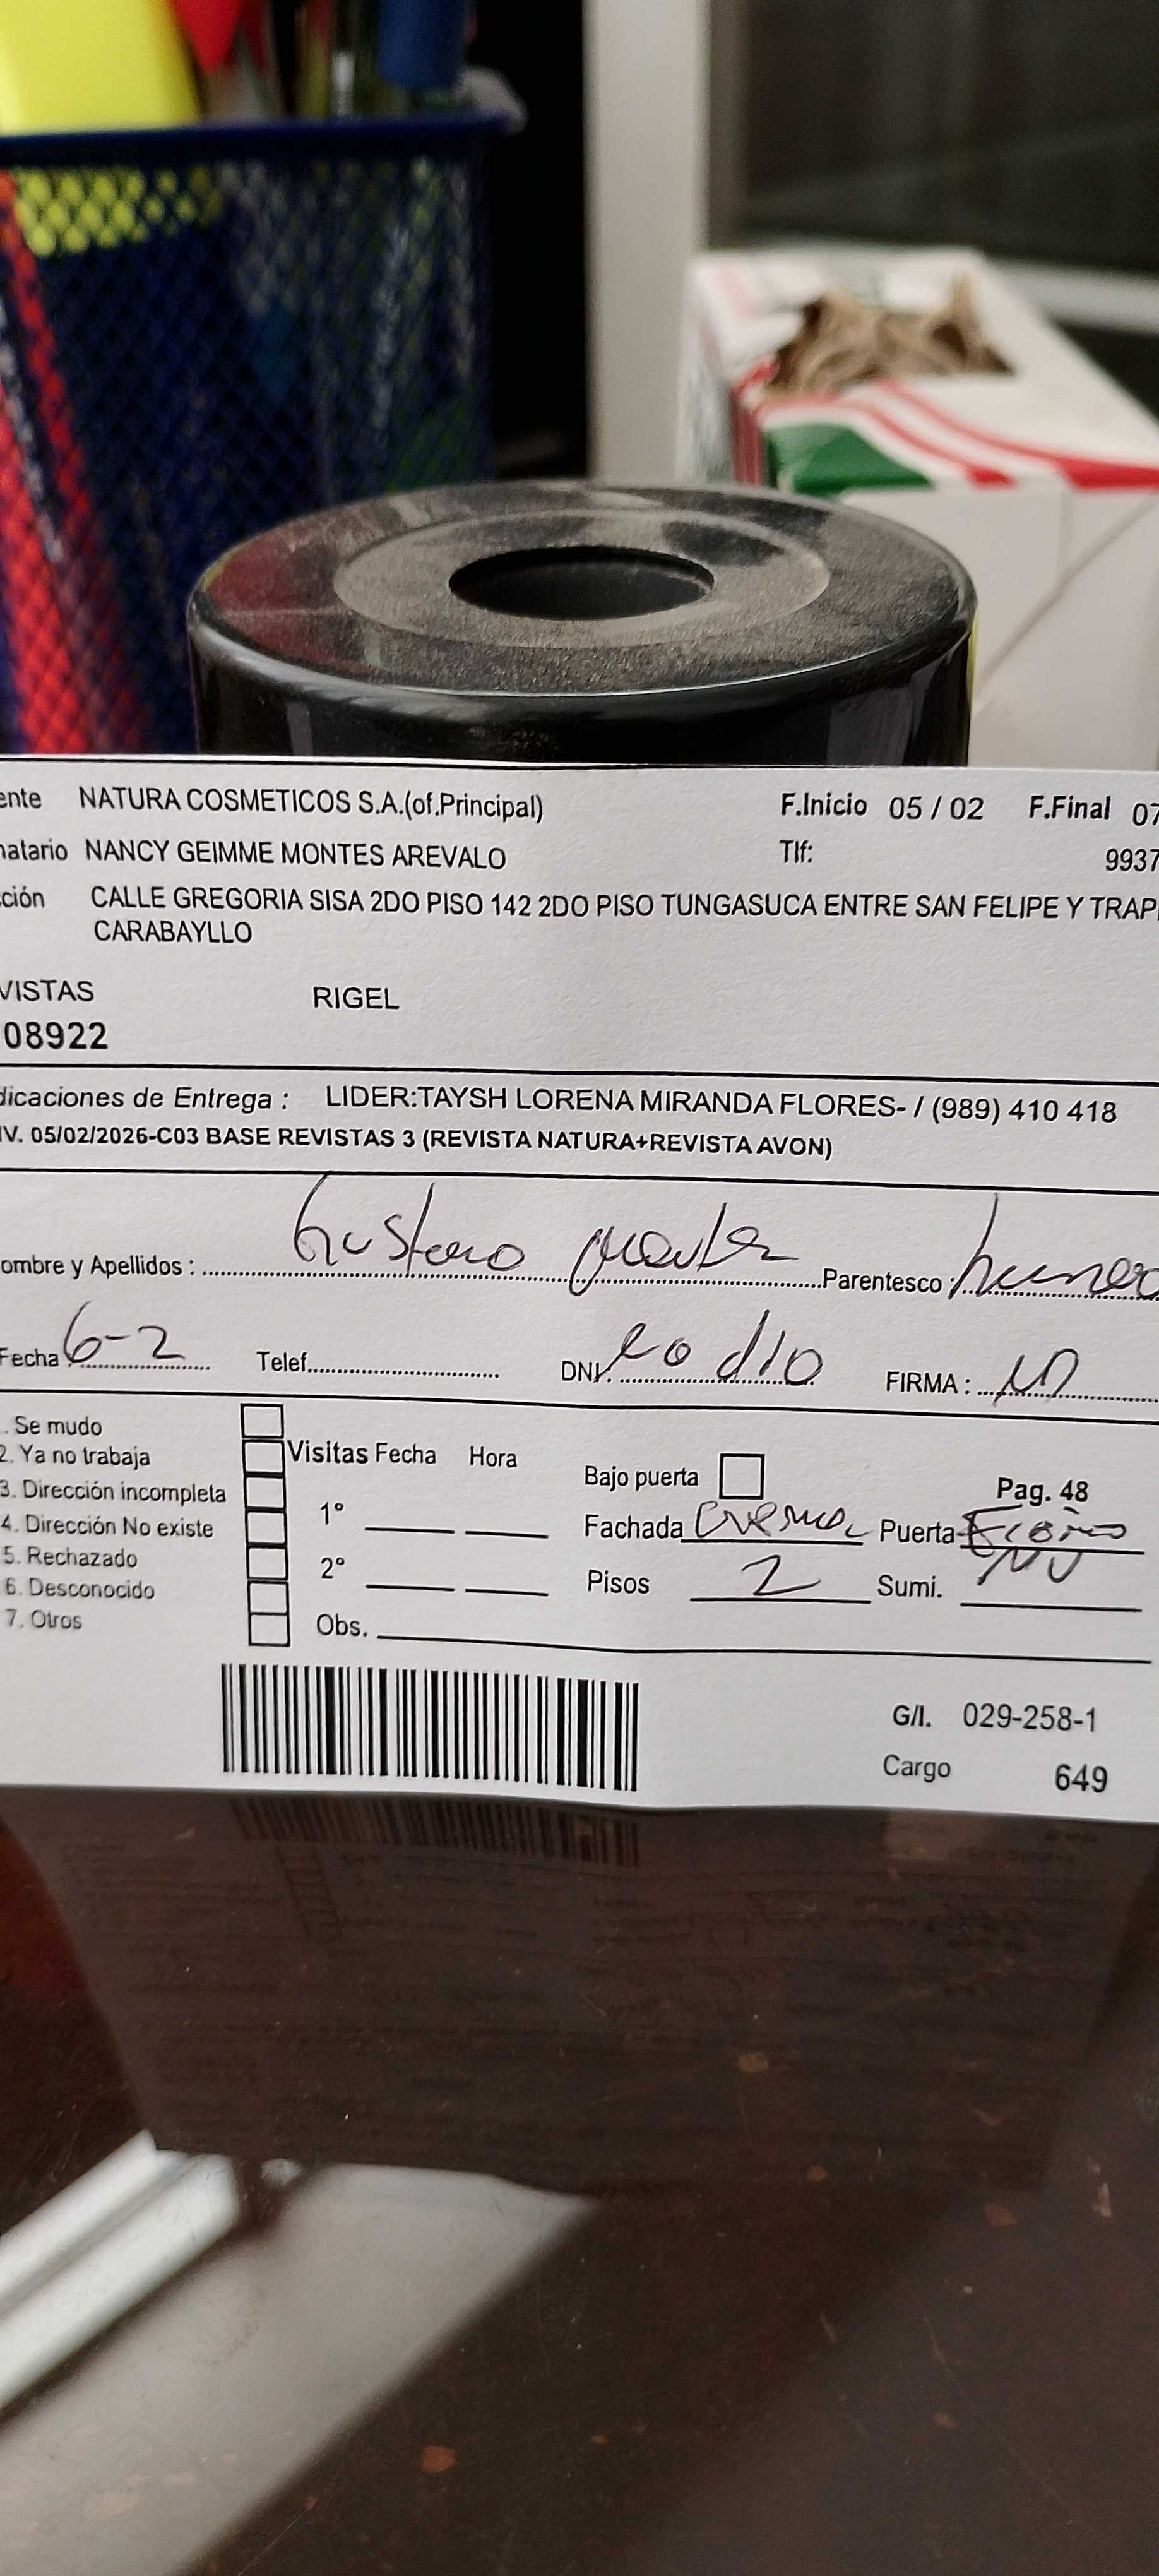 ente NATURA COSMETICOS S.A.(of.Principal) F.Inicio 05 / 02 F.Final 07
natario NANCY GEIMME MONTES AREVALO Tlf: 9937
cción CALLE GREGORIA SISA 2DO PISO 142 2DO PISO TUNGASUCA ENTRE SAN FELIPE Y TRAP
CARABAYLLO
VISTAS RIGEL
08922
dicaciones de Entrega : LIDER:TAYSH LORENA MIRANDA FLORES- / (989) 410 418
IV. 05/02/2026-C03 BASE REVISTAS 3 (REVISTA NATURA+REVISTA AVON)
ombre y Apellidos : Gustavo Parentesco :
Fecha 6-2 Telef. DNI. no dio FIRMA :
. Se mudo
2. Ya no trabaja Visitas Fecha Hora Bajo puerta Pag. 48
3. Dirección incompleta
4. Dirección No existe 1° Fachada crema Puerta
5. Rechazado
6. Desconocido 2° Pisos 2 Sumi.
7. Otros Obs.
G/I. 029-258-1
Cargo 649